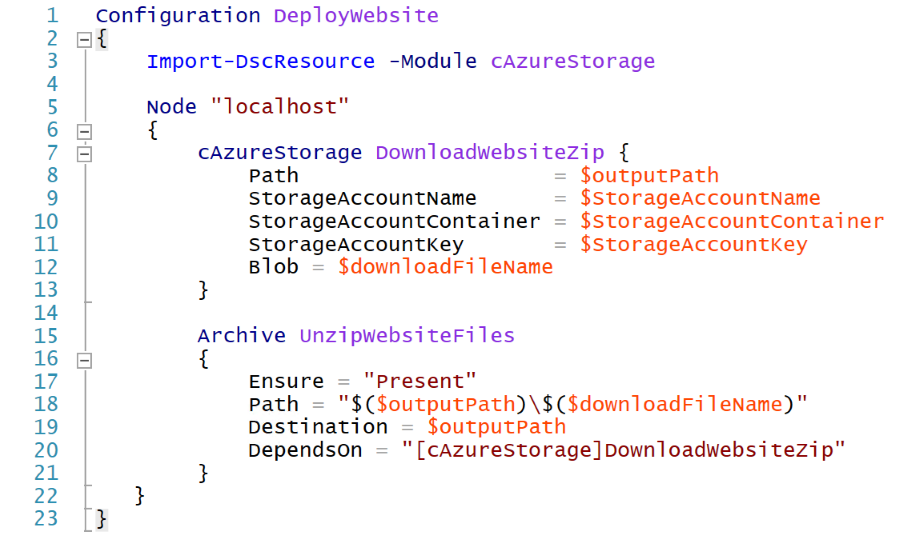 1 Configuration DeployWebsite
2 {
3 Import-DscResource -Module cAzureStorage
4
5 Node "localhost"
6 {
7 cAzureStorage DownloadWebsiteZip {
8 Path = $outputPath
9 StorageAccountName = $StorageAccountName
10 StorageAccountContainer = $StorageAccountContainer
11 StorageAccountKey = $StorageAccountKey
12 Blob = $downloadFileName
13 }
14
15 Archive UnzipWebsiteFiles
16 {
17 Ensure = "Present"
18 Path = "$($outputPath)\$($downloadFileName)"
19 Destination = $outputPath
20 DependsOn = "[cAzureStorage]DownloadWebsiteZip"
21 }
22 }
23 }